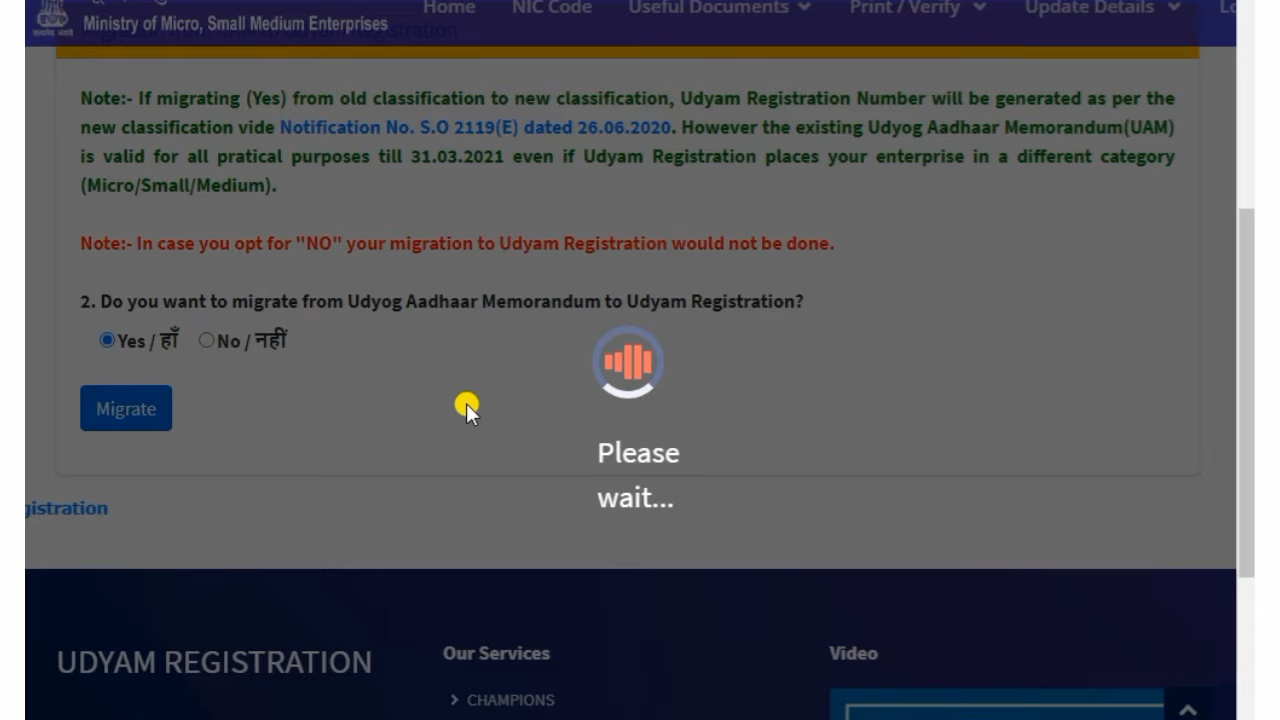 Home NIC Code Useful Documents Print / Verify Update Details
Ministry of Micro, Small Medium Enterprises
Note:- If migrating (Yes) from old classification to new classification, Udyam Registration Number will be generated as per the
new classification vide Notification No. S.O 2119(E) dated 26.06.2020. However the existing Udyog Aadhaar Memorandum(UAM)
is valid for all pratical purposes till 31.03.2021 even if Udyam Registration places your enterprise in a different category
(Micro/Small/Medium).
Note:- In case you opt for "NO" your migration to Udyam Registration would not be done.
2. Do you want to migrate from Udyog Aadhaar Memorandum to Udyam Registration?
Yes / हाँ No / नहीं
Migrate
Please
wait...
gistration
UDYAM REGISTRATION
Our Services
Video
CHAMPIONS